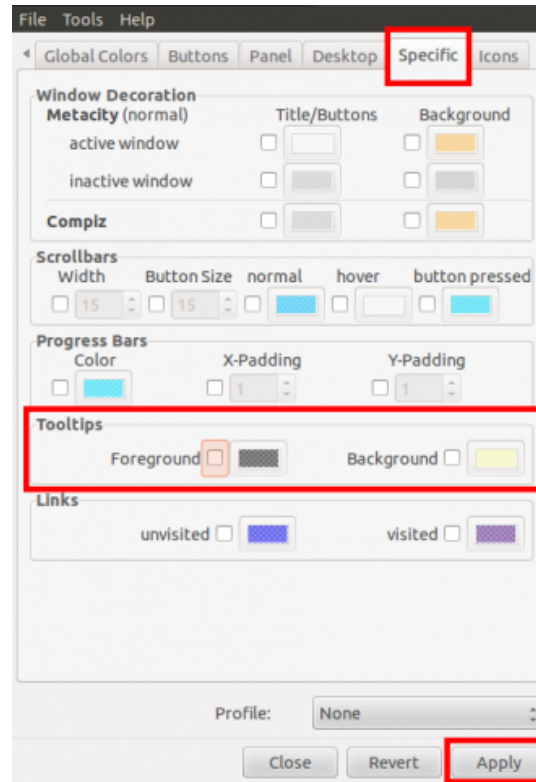 File Tools Help
Global Colors Buttons Panel Desktop Specific Icons
Window Decoration
Metacity (normal) Title/Buttons Background
active window
inactive window
Compiz
Scrollbars
Width Button Size normal hover button pressed
15 15
Progress Bars
Color X-Padding Y-Padding
1 1
Tooltips
Foreground Background
Links
unvisited visited
Profile: None
Close Revert Apply